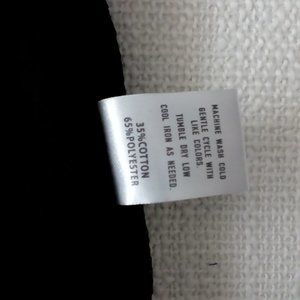 MACHINE WASH COLD
GENTLE CYCLE WITH
LIKE COLORS.
TUMBLE DRY LOW
COOL IRON AS NEEDED.
35%COTTON
65%POLYESTER